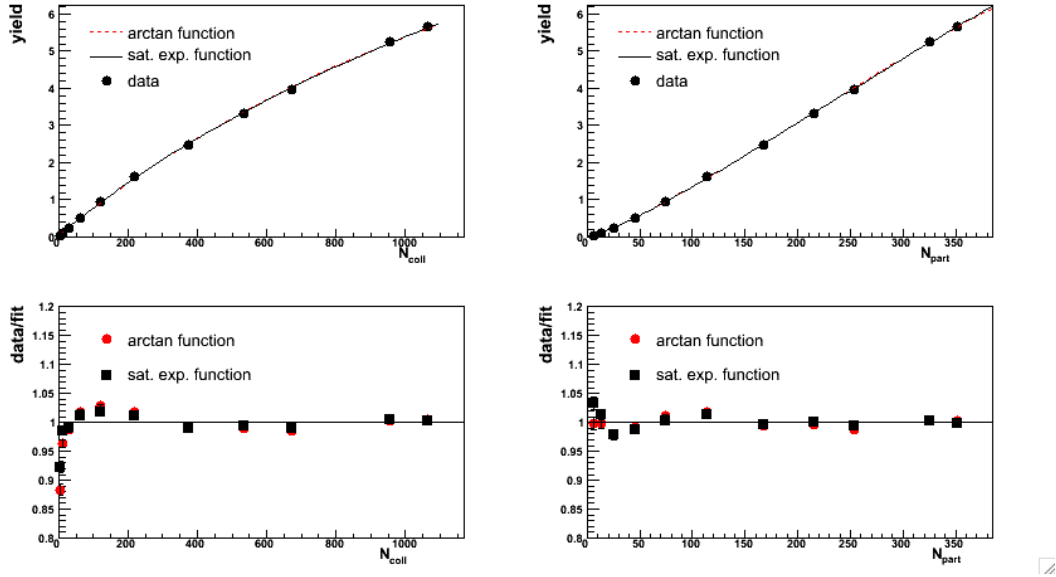 yield
6
5
4
3
2
1
0
arctan function
sat. exp. function
data
0 200 400 600 800 1000
Ncoll
yield
6
5
4
3
2
1
0
arctan function
sat. exp. function
data
0 50 100 150 200 250 300 350
Npart
data/fit
1.2
1.15
1.1
1.05
1
0.95
0.9
0.85
0.8
arctan function
sat. exp. function
0 200 400 600 800 1000
Ncoll
data/fit
1.2
1.15
1.1
1.05
1
0.95
0.9
0.85
0.8
arctan function
sat. exp. function
0 50 100 150 200 250 300 350
Npart